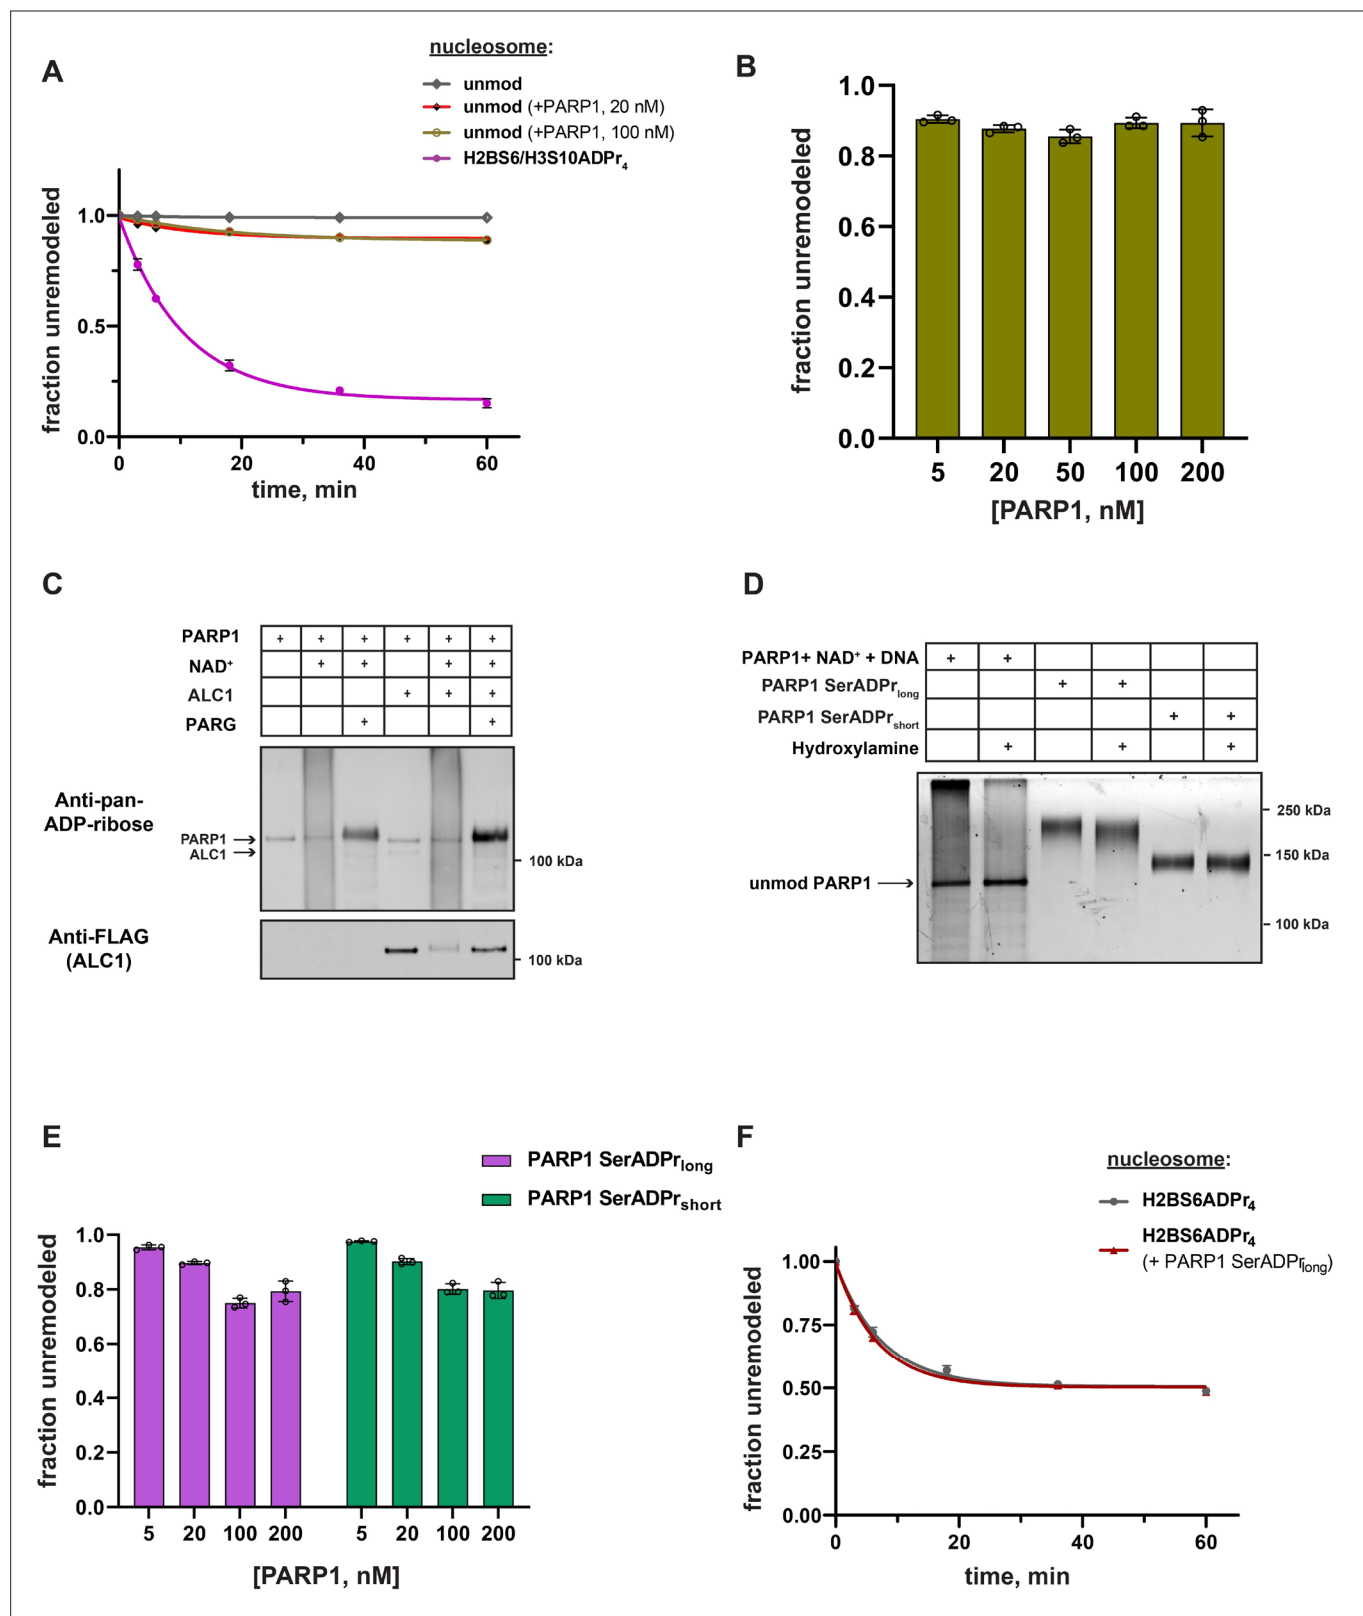 A
nucleosome:
unmod
unmod (+PARP1, 20 nM)
unmod (+PARP1, 100 nM)
H2BS6/H3S10ADPr4
fraction unremodeled
1.0
0.5
0.0
0 20 40 60
time, min
B
fraction unremodeled
1.0
0.8
0.6
0.4
0.2
0.0
5 20 50 100 200
[PARP1, nM]
C
PARP1 + + + + + +
NAD+ + + + +
ALC1 + + +
PARG + +
Anti-pan-
ADP-ribose
PARP1
ALC1
100 kDa
Anti-FLAG
(ALC1)
100 kDa
D
PARP1+ NAD+ + DNA + +
PARP1 SerADPrlong + +
PARP1 SerADPrshort + +
Hydroxylamine + + +
250 kDa
150 kDa
unmod PARP1
100 kDa
E
PARP1 SerADPrlong
PARP1 SerADPrshort
fraction unremodeled
1.0
0.8
0.6
0.4
0.2
0.0
5 20 100 200 5 20 100 200
[PARP1, nM]
F
nucleosome:
H2BS6ADPr4
H2BS6ADPr4
(+ PARP1 SerADPrlong)
fraction unremodeled
1.00
0.75
0.50
0.25
0.00
0 20 40 60
time, min